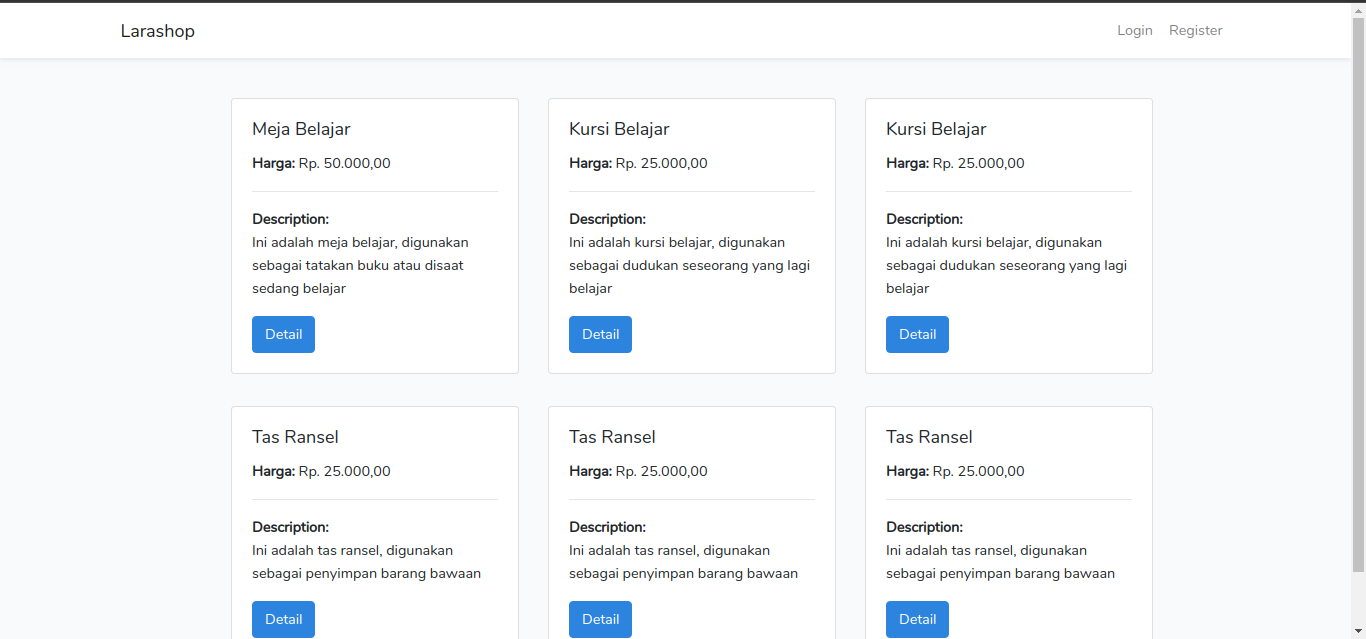 Larashop
Login Register
Meja Belajar
Harga: Rp. 50.000,00
Description:
Ini adalah meja belajar, digunakan
sebagai tatakan buku atau disaat
sedang belajar
Detail
Kursi Belajar
Harga: Rp. 25.000,00
Description:
Ini adalah kursi belajar, digunakan
sebagai dudukan seseorang yang lagi
belajar
Detail
Kursi Belajar
Harga: Rp. 25.000,00
Description:
Ini adalah kursi belajar, digunakan
sebagai dudukan seseorang yang lagi
belajar
Detail
Tas Ransel
Harga: Rp. 25.000,00
Description:
Ini adalah tas ransel, digunakan
sebagai penyimpan barang bawaan
Detail
Tas Ransel
Harga: Rp. 25.000,00
Description:
Ini adalah tas ransel, digunakan
sebagai penyimpan barang bawaan
Detail
Tas Ransel
Harga: Rp. 25.000,00
Description:
Ini adalah tas ransel, digunakan
sebagai penyimpan barang bawaan
Detail